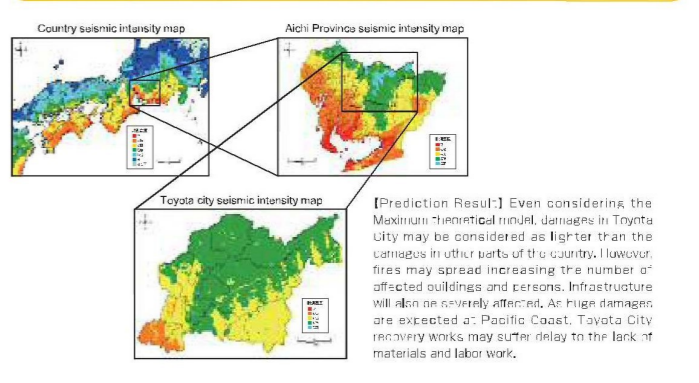 Country seismic intensity map
Aichi Province seismic intensity map
Toyota city seismic intensity map
【Prediction Result】 Even considering the
Maximum theoretical model, damages in Toyota
City may be considered as lighter than the
damages in other parts of the country. However,
fires may spread increasing the number of
affected buildings and persons. Infrastructure
will also be severely affected. As huge damages
are expected at Pacific Coast, Toyota City
recovery works may suffer delay to the lack of
materials and labor work.